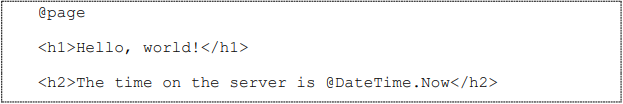 @page
<h1>Hello, world!</h1>
<h2>The time on the server is @DateTime.Now</h2>